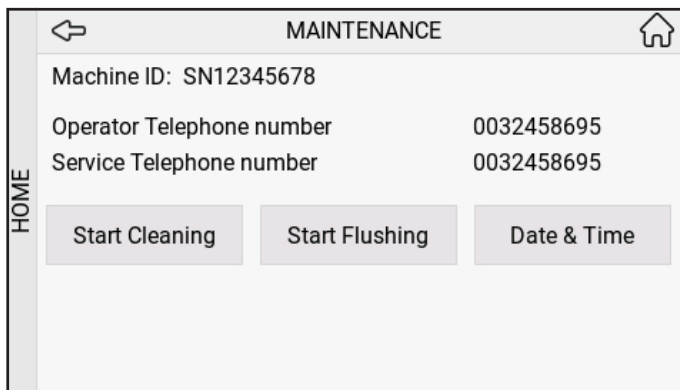 MAINTENANCE
Machine ID: SN12345678
Operator Telephone number 0032458695
Service Telephone number 0032458695
HOME
Start Cleaning Start Flushing Date & Time